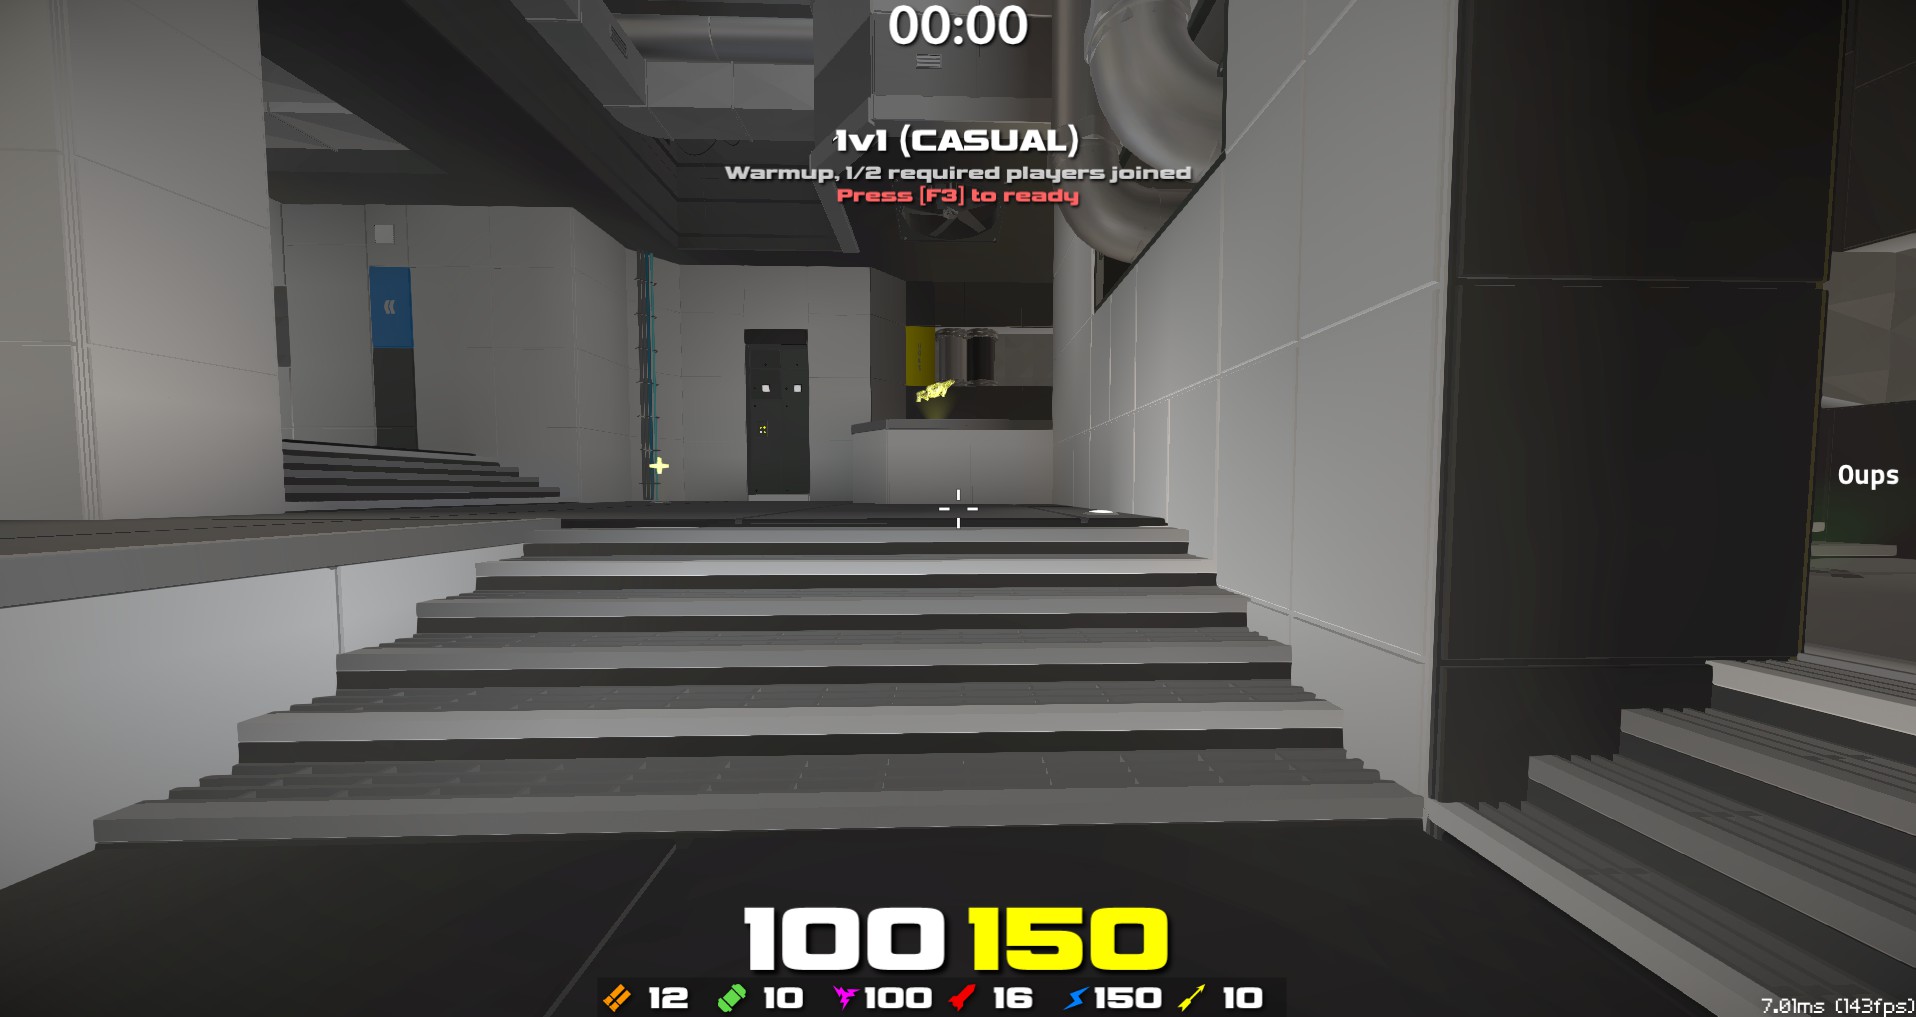 00:00
1v1 (CASUAL)
Warmup, 1/2 required players joined
Press [F3] to ready
Oups
100 150
12 10 100 16 150 10
7.01ms (143fps)